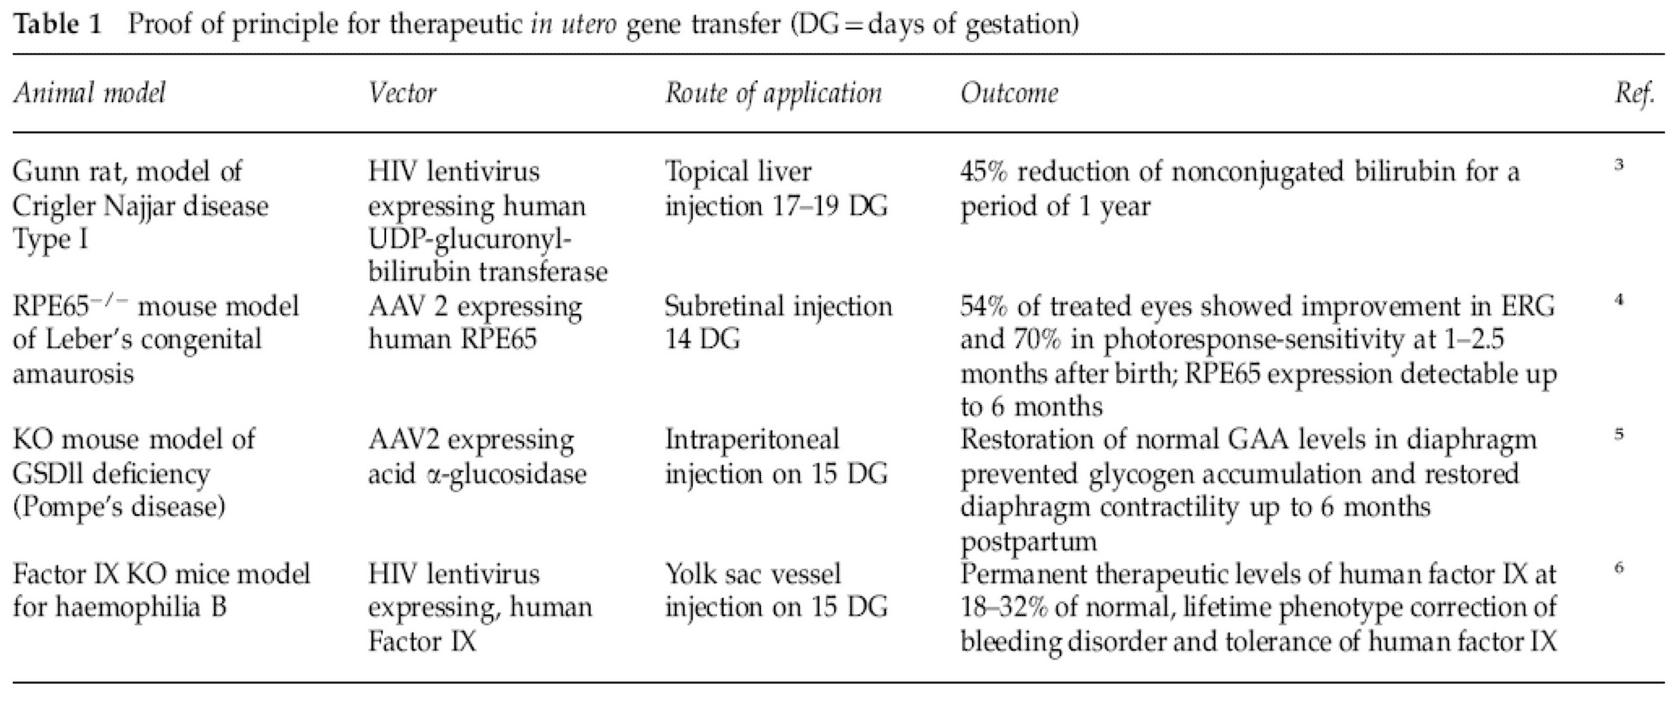 Table 1 Proof of principle for therapeutic in utero gene transfer (DG=days of gestation)
Animal model Vector Route of application Outcome Ref.
Gunn rat, model of HIV lentivirus Topical liver 45% reduction of nonconjugated bilirubin for a 3
Crigler Najjar disease expressing human injection 17–19 DG period of 1 year
Type I UDP-glucuronyl-
bilirubin transferase
RPE65−/− mouse model AAV 2 expressing Subretinal injection 54% of treated eyes showed improvement in ERG 4
of Leber's congenital human RPE65 14 DG and 70% in photoresponse-sensitivity at 1–2.5
amaurosis months after birth; RPE65 expression detectable up
to 6 months
KO mouse model of AAV2 expressing Intraperitoneal Restoration of normal GAA levels in diaphragm 5
GSDll deficiency acid α-glucosidase injection on 15 DG prevented glycogen accumulation and restored
(Pompe's disease) diaphragm contractility up to 6 months
postpartum
Factor IX KO mice model HIV lentivirus Yolk sac vessel Permanent therapeutic levels of human factor IX at 6
for haemophilia B expressing, human injection on 15 DG 18–32% of normal, lifetime phenotype correction of
Factor IX bleeding disorder and tolerance of human factor IX